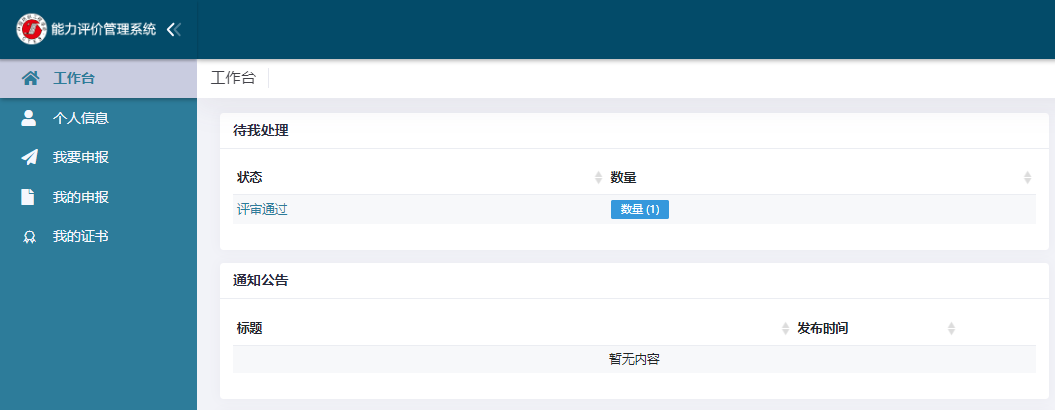 能力评价管理系统
工作台
个人信息
我要申报
我的申报
我的证书
工作台
待我处理
状态 数量
评审通过 数量 (1)
通知公告
标题 发布时间
暂无内容